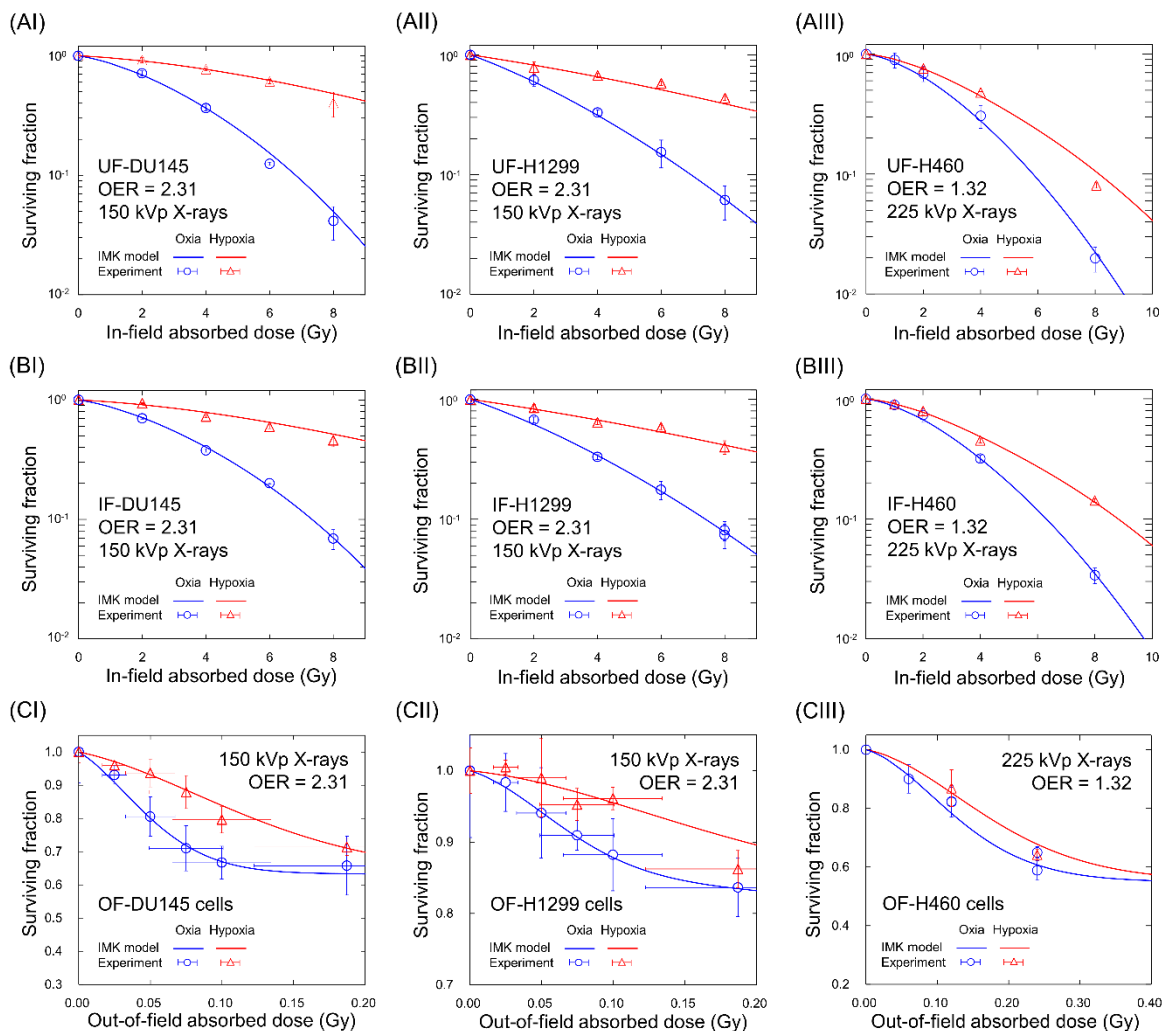 (AI)
Surviving fraction
10⁰
10⁻¹
10⁻²
UF-DU145
OER = 2.31
150 kVp X-rays
Oxia Hypoxia
IMK model
Experiment
0 2 4 6 8
In-field absorbed dose (Gy)
(AII)
Surviving fraction
10⁰
10⁻¹
10⁻²
UF-H1299
OER = 2.31
150 kVp X-rays
Oxia Hypoxia
IMK model
Experiment
0 2 4 6 8
In-field absorbed dose (Gy)
(AIII)
Surviving fraction
10⁰
10⁻¹
10⁻²
UF-H460
OER = 1.32
225 kVp X-rays
Oxia Hypoxia
IMK model
Experiment
0 2 4 6 8 10
In-field absorbed dose (Gy)
(BI)
Surviving fraction
10⁰
10⁻¹
10⁻²
IF-DU145
OER = 2.31
150 kVp X-rays
Oxia Hypoxia
IMK model
Experiment
0 2 4 6 8
In-field absorbed dose (Gy)
(BII)
Surviving fraction
10⁰
10⁻¹
10⁻²
IF-H1299
OER = 2.31
150 kVp X-rays
Oxia Hypoxia
IMK model
Experiment
0 2 4 6 8
In-field absorbed dose (Gy)
(BIII)
Surviving fraction
10⁰
10⁻¹
10⁻²
IF-H460
OER = 1.32
225 kVp X-rays
Oxia Hypoxia
IMK model
Experiment
0 2 4 6 8 10
In-field absorbed dose (Gy)
(CI)
Surviving fraction
1.0
0.9
0.8
0.7
0.6
0.5
0.4
0.3
150 kVp X-rays
OER = 2.31
OF-DU145 cells
Oxia Hypoxia
IMK model
Experiment
0.00 0.05 0.10 0.15 0.20
Out-of-field absorbed dose (Gy)
(CII)
Surviving fraction
1.0
0.9
0.8
0.7
150 kVp X-rays
OER = 2.31
OF-H1299 cells
Oxia Hypoxia
IMK model
Experiment
0.00 0.05 0.10 0.15 0.20
Out-of-field absorbed dose (Gy)
(CIII)
Surviving fraction
1.0
0.8
0.6
0.4
0.2
225 kVp X-rays
OER = 1.32
OF-H460 cells
Oxia Hypoxia
IMK model
Experiment
0.00 0.10 0.20 0.30 0.40
Out-of-field absorbed dose (Gy)